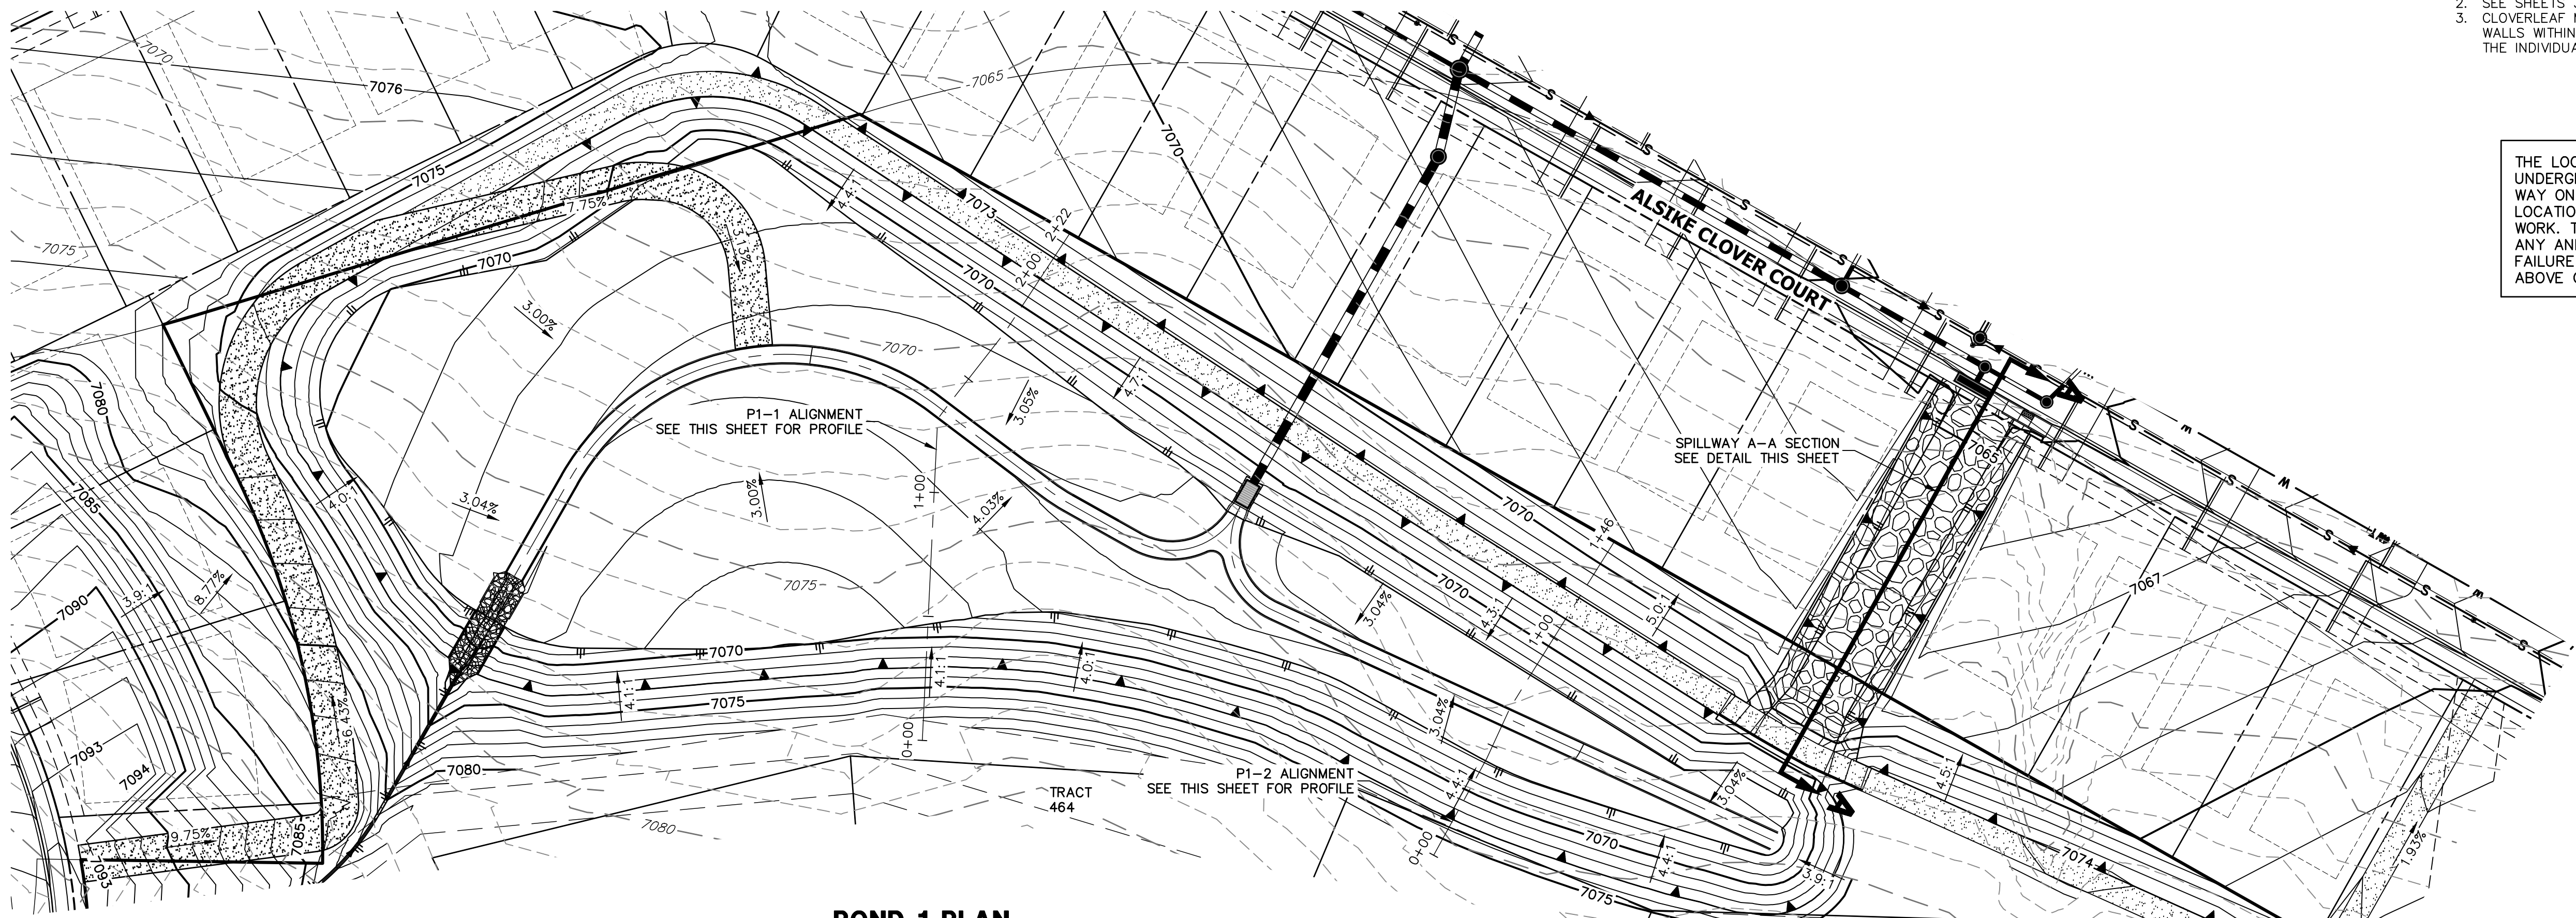 2. SEE SHEETS
3. CLOVERLEAF
WALLS WITHIN
THE INDIVIDUA
THE LOC
UNDERG
WAY ON
LOCATIO
WORK. T
ANY AN
FAILURE
ABOVE
7070
7076
7065
7070
7075
7075
7.75%
3.13%
4.4:1
7073
2+22
2+00
7070
7070
3.00%
7070
ALSIKE CLOVER COURT
S
S
S
S
S
S
S
S
S
S
W
W
W
W
A
4.7:1
3.05%
P1-1 ALIGNMENT
SEE THIS SHEET FOR PROFILE
SPILLWAY A-A SECTION
SEE DETAIL THIS SHEET
7065
7080
7085
4.0:1
3.04%
3.00%
1+00
4.03%
7070
1+46
7075
7070
3.04%
4.3:1
1+00
5.0:1
7067
7090
3.9:1
8.77%
7070
4.1:1
4.1:1
4.0:1
7075
6.43%
0+00
3.04%
7093
7094
7080
P1-2 ALIGNMENT
SEE THIS SHEET FOR PROFILE
4.4:1
3.04%
A
4.5:1
TRACT
464
7080
9.75%
7085
7093
0+00
7070
4.4:1
3.9:1
7074
1.93%
7075
POND 1 PLAN